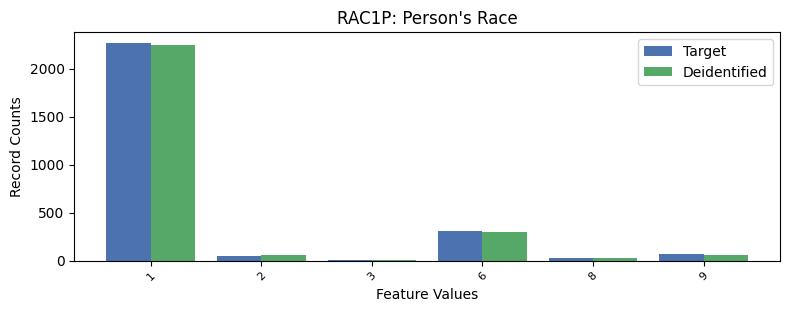 RAC1P: Person's Race
Target
Deidentified
Record Counts
2000
1500
1000
500
0
1 2 3 6 8 9
Feature Values